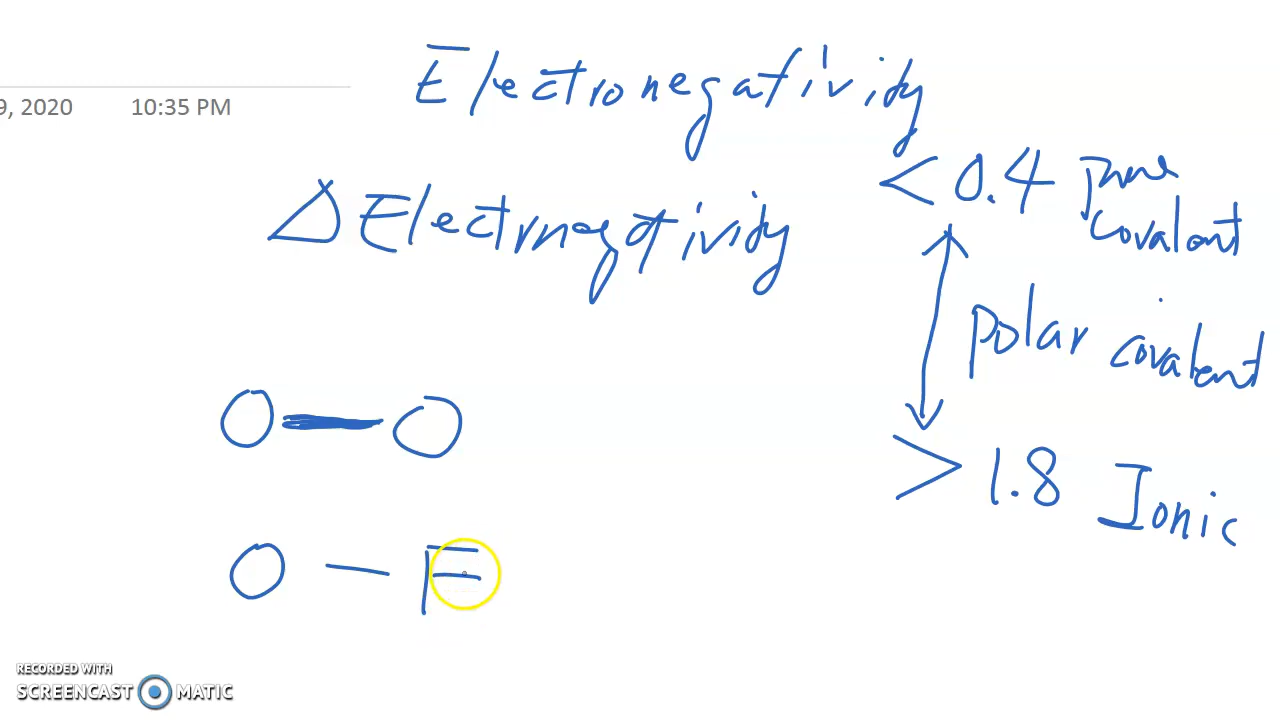 Electronegativity
9, 2020 10:35 PM
< 0.4 pure
covalent
Δ Electrnegtivity
polar covalent
O — O
> 1.8 Ionic
O — F
RECORDED WITH
SCREENCAST MATIC